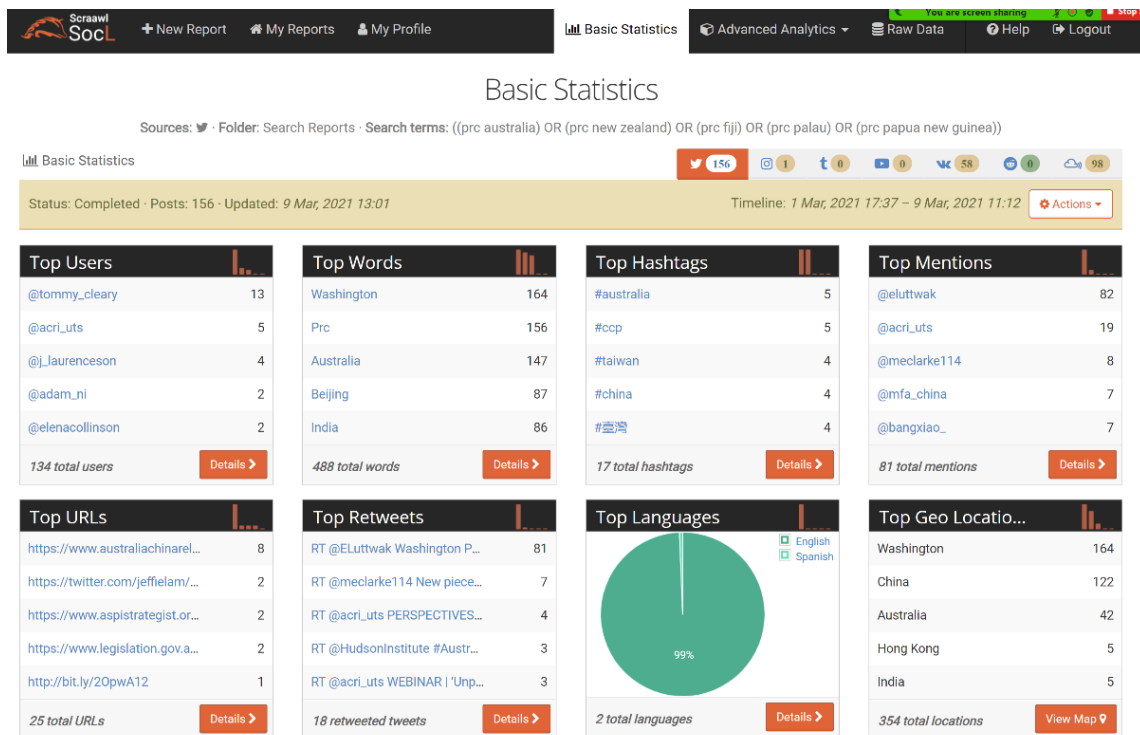 Scraawl
SocL
New Report
My Reports
My Profile
Basic Statistics
Advanced Analytics
Raw Data
Help
Logout
You are screen sharing
Stop
Basic Statistics
Sources: · Folder: Search Reports · Search terms: ((prc australia) OR (prc new zealand) OR (prc fiji) OR (prc palau) OR (prc papua new guinea))
Basic Statistics
156
1
0
0
58
0
98
Status: Completed · Posts: 156 · Updated: 9 Mar, 2021 13:01
Timeline: 1 Mar, 2021 17:37 – 9 Mar, 2021 11:12
Actions
Top Users
@tommy_cleary 13
@acri_uts 5
@j_laurenceson 4
@adam_ni 2
@elenacollinson 2
134 total users
Details
Top Words
Washington 164
Prc 156
Australia 147
Beijing 87
India 86
488 total words
Details
Top Hashtags
#australia 5
#ccp 5
#taiwan 4
#china 4
#臺灣 4
17 total hashtags
Details
Top Mentions
@eluttwak 82
@acri_uts 19
@meclarke114 8
@mfa_china 7
@bangxiao_ 7
81 total mentions
Details
Top URLs
https://www.australiachinarel... 8
https://twitter.com/jeffielam/... 2
https://www.aspistrategist.or... 2
https://www.legislation.gov.a... 2
http://bit.ly/2OpwA12 1
25 total URLs
Details
Top Retweets
RT @ELuttwak Washington P... 81
RT @meclarke114 New piece... 7
RT @acri_uts PERSPECTIVES... 4
RT @HudsonInstitute #Austr... 3
RT @acri_uts WEBINAR | 'Unp... 3
18 retweeted tweets
Details
Top Languages
English
Spanish
99%
2 total languages
Details
Top Geo Locatio...
Washington 164
China 122
Australia 42
Hong Kong 5
India 5
354 total locations
View Map